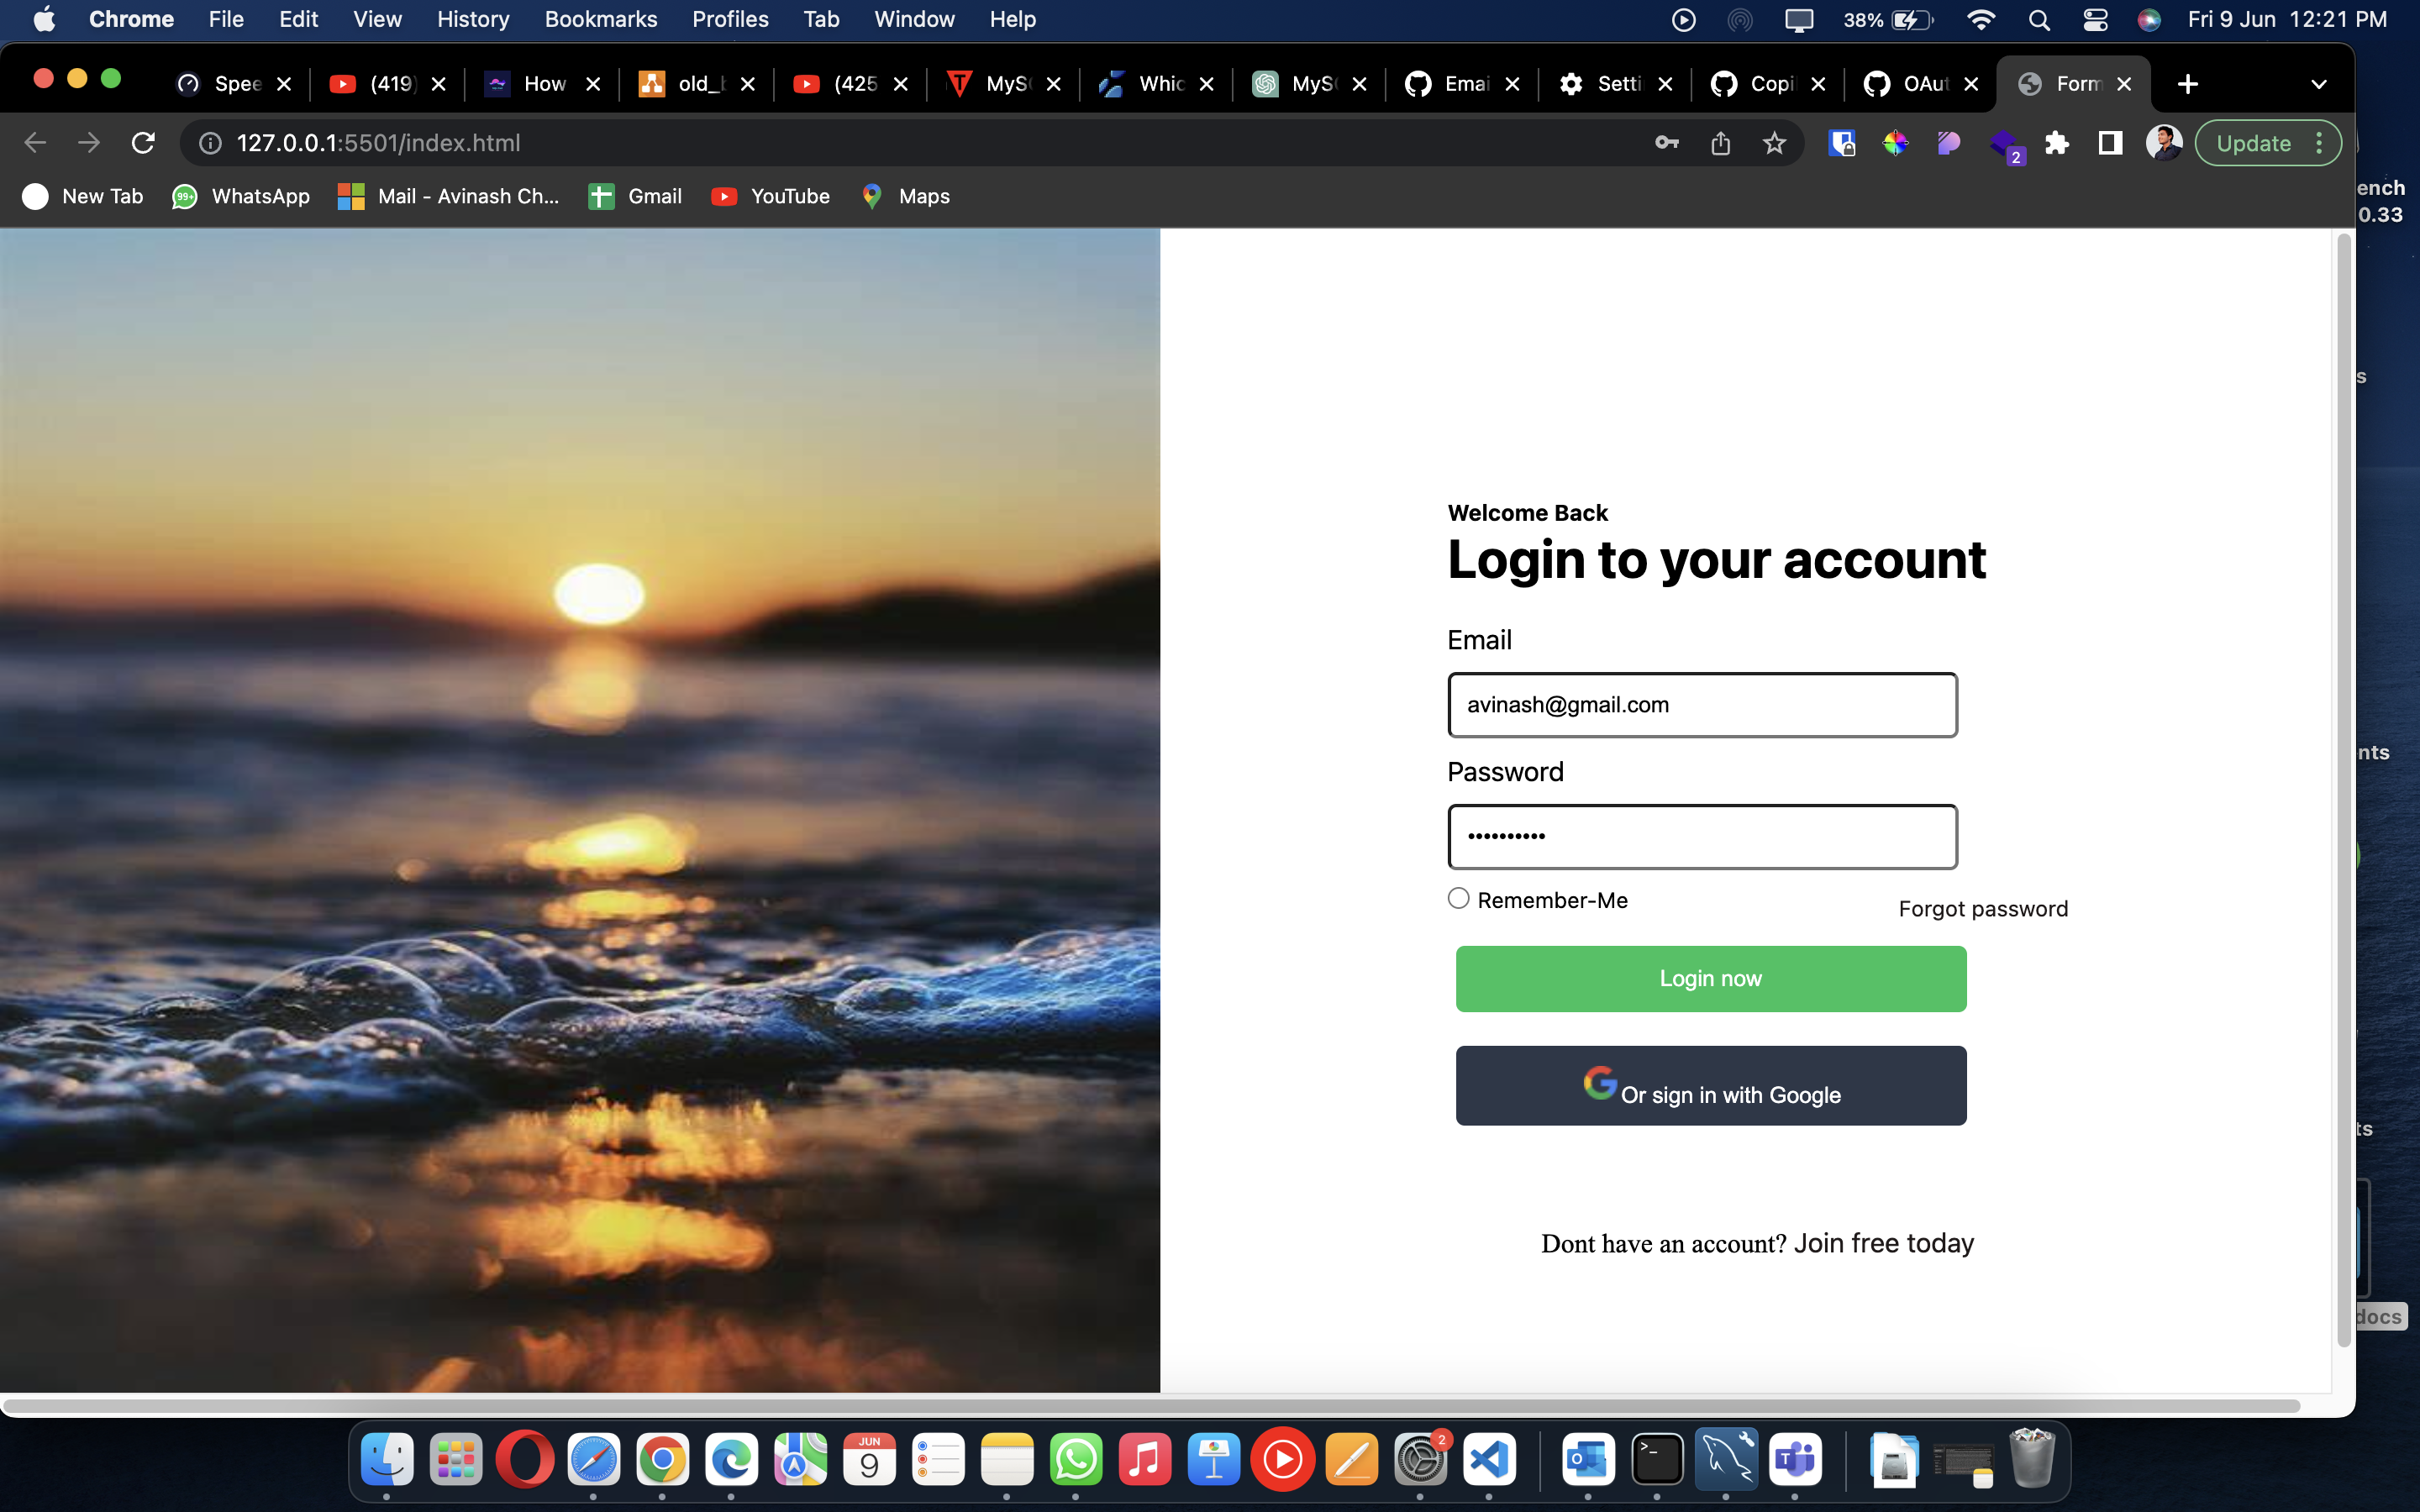 Chrome File Edit View History Bookmarks Profiles Tab Window Help 38% Fri 9 Jun 12:21 PM
Spee (419) How old_ (425 MyS Whic MyS Emai Setti Copi OAut Form
127.0.0.1:5501/index.html
2
Update
New Tab 99+ WhatsApp Mail - Avinash Ch... Gmail YouTube Maps
ench
0.33
s
nts
ts
docs
Welcome Back
Login to your account
Email
avinash@gmail.com
Password
••••••••••
Remember-Me
Forgot password
Login now
Or sign in with Google
Dont have an account? Join free today
JUN
9
2